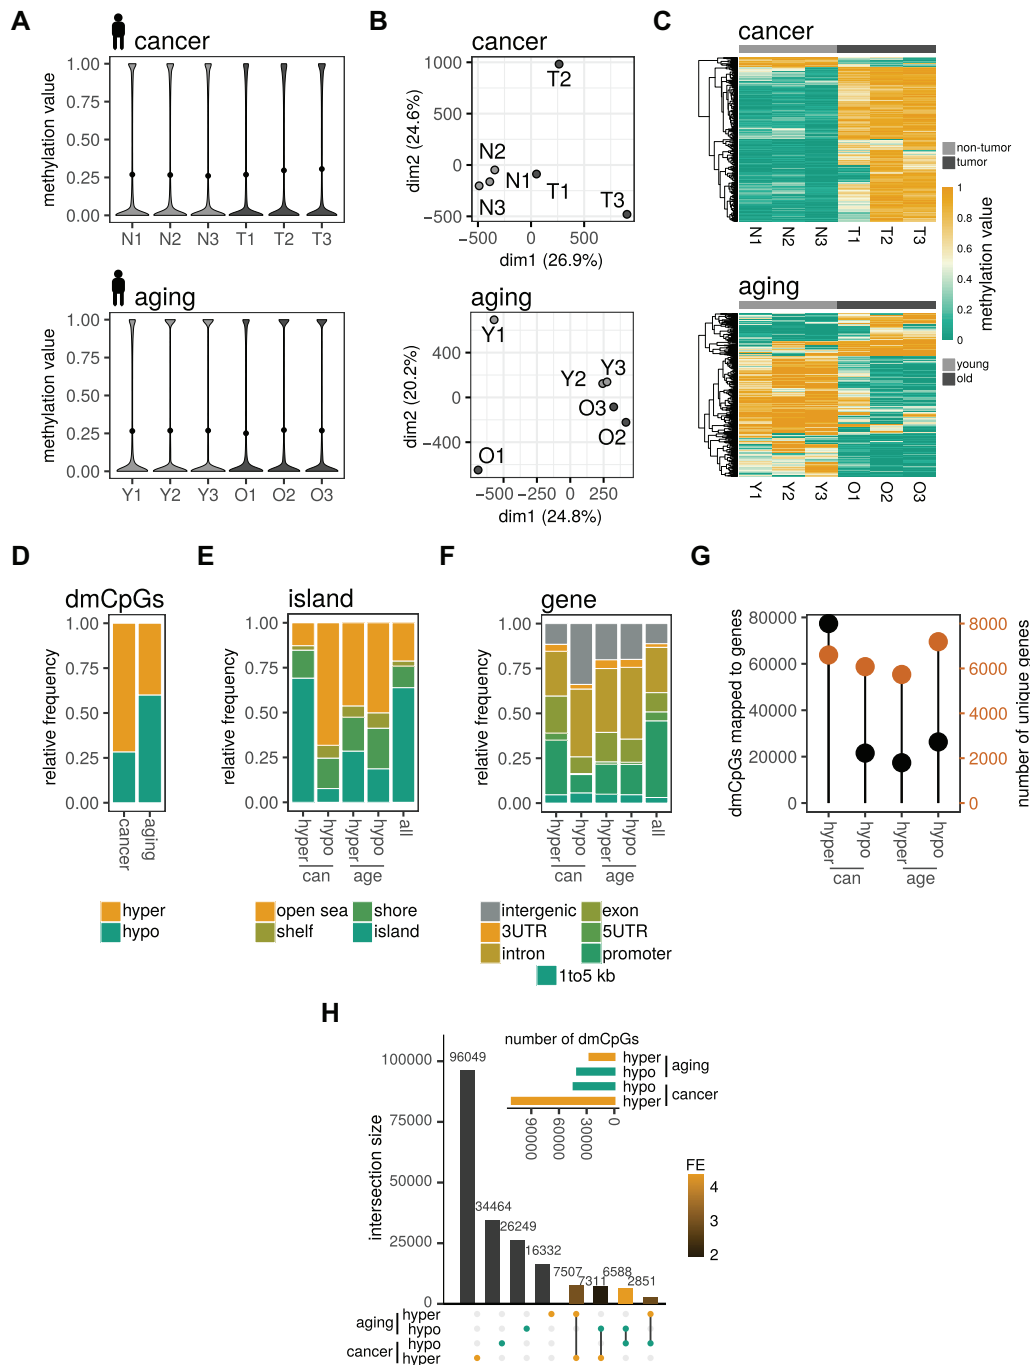 A
cancer
methylation value
1.00
0.75
0.50
0.25
0.00
N1 N2 N3 T1 T2 T3
aging
methylation value
1.00
0.75
0.50
0.25
0.00
Y1 Y2 Y3 O1 O2 O3
B
cancer
dim2 (24.6%)
1000
500
0
−500
T2
N2
N1
T1
N3
T3
−500 0 500
dim1 (26.9%)
aging
dim2 (20.2%)
400
0
−400
Y1
Y2 Y3
O3
O2
O1
−500 −250 0 250
dim1 (24.8%)
C
cancer
N1 N2 N3 T1 T2 T3
non-tumor
tumor
1
0.8
0.6
0.4
0.2
0
methylation value
aging
Y1 Y2 Y3 O1 O2 O3
young
old
D
dmCpGs
relative frequency
1.00
0.75
0.50
0.25
0.00
cancer aging
hyper
hypo
E
island
relative frequency
1.00
0.75
0.50
0.25
0.00
hyper hypo hyper hypo all
can age
open sea shore
shelf island
F
gene
relative frequency
1.00
0.75
0.50
0.25
0.00
hyper hypo hyper hypo all
can age
intergenic exon
3UTR 5UTR
intron promoter
1to5 kb
G
dmCpGs mapped to genes
80000
60000
40000
20000
0
8000
6000
4000
2000
0
number of unique genes
hyper hypo hyper hypo
can age
H
intersection size
100000
75000
50000
25000
0
96049
34464
26249
16332
7507
7311
6588
2851
number of dmCpGs
hyper
hypo
aging
hypo
hyper
cancer
90000 60000 30000 0
FE
4
3
2
hyper
aging hypo
hypo
cancer hyper